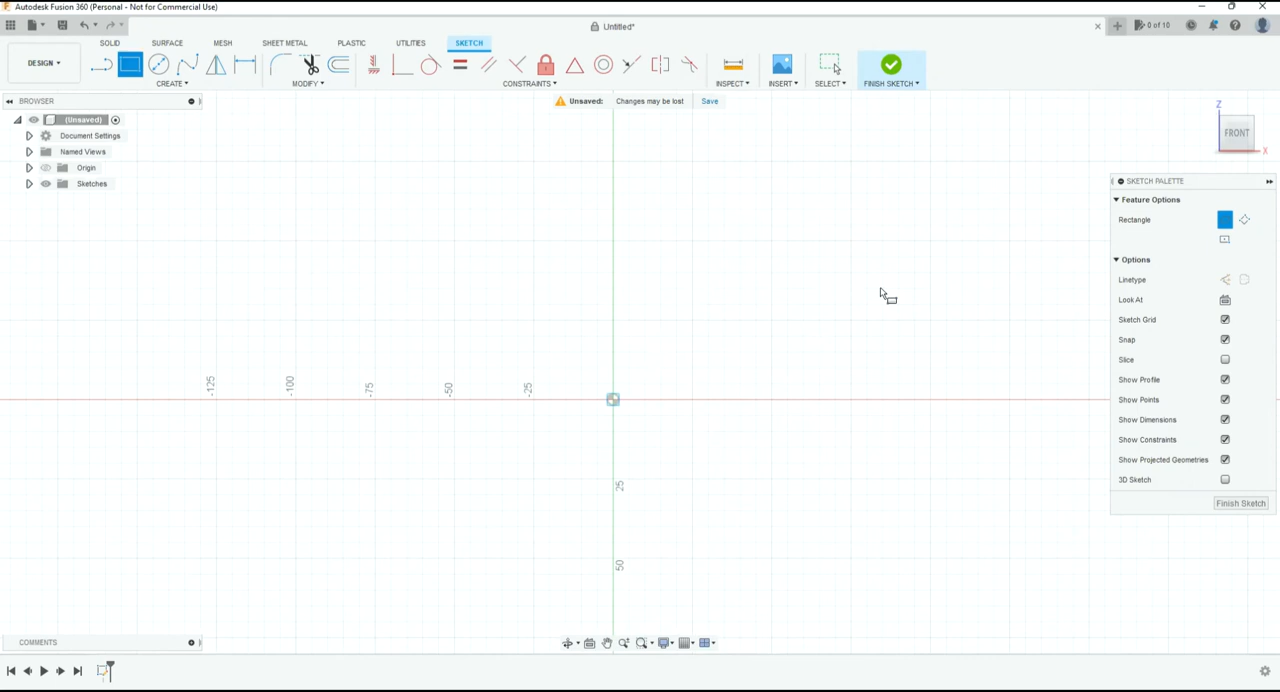 Autodesk Fusion 360 (Personal - Not for Commercial Use)
Untitled*
0 of 10
SOLID SURFACE MESH SHEET METAL PLASTIC UTILITIES SKETCH
DESIGN
CREATE MODIFY CONSTRAINTS INSPECT INSERT SELECT FINISH SKETCH
BROWSER
Unsaved: Changes may be lost Save
(Unsaved)
Document Settings
Named Views
Origin
Sketches
Z
FRONT
X
SKETCH PALETTE
Feature Options
Rectangle
Options
Linetype
Look At
Sketch Grid
Snap
Slice
Show Profile
Show Points
Show Dimensions
Show Constraints
Show Projected Geometries
3D Sketch
Finish Sketch
-125 -100 -75 -50 -25
25
50
COMMENTS